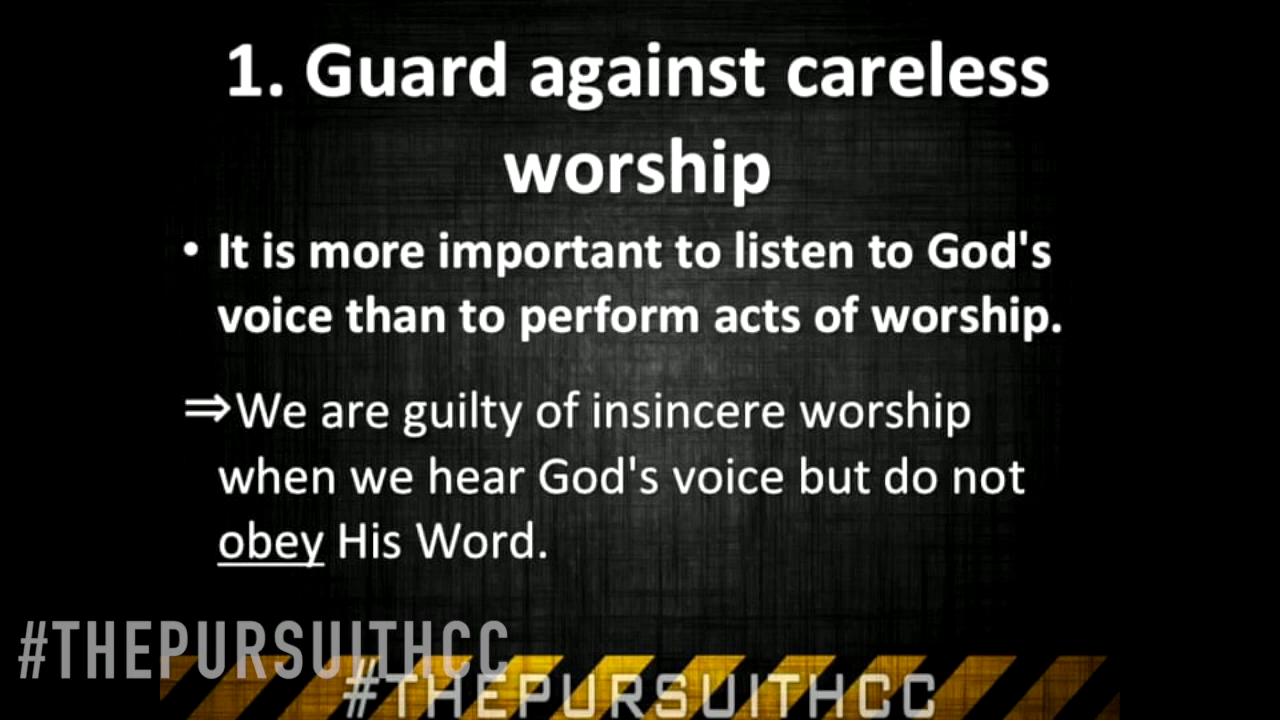 1. Guard against careless
worship
• It is more important to listen to God's
voice than to perform acts of worship.
⇒We are guilty of insincere worship
when we hear God's voice but do not
obey His Word.
#THEPURSUITHCC
#THEPURSUITHCC